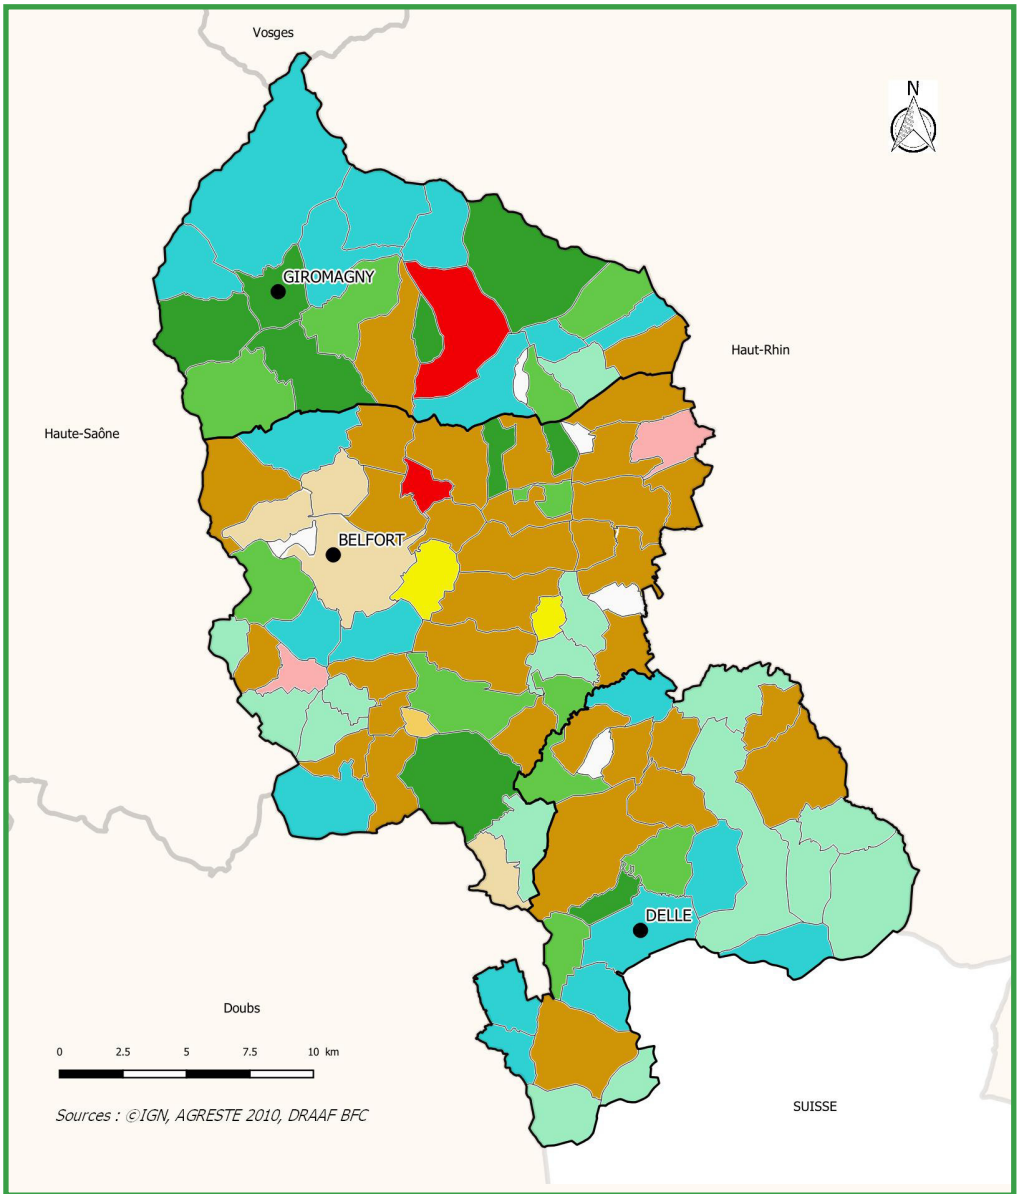 Vosges
N
GIROMAGNY
Haut-Rhin
Haute-Saône
BELFORT
DELLE
Doubs
0 2.5 5 7.5 10 km
SUISSE
Sources : ©IGN, AGRESTE 2010, DRAAF BFC